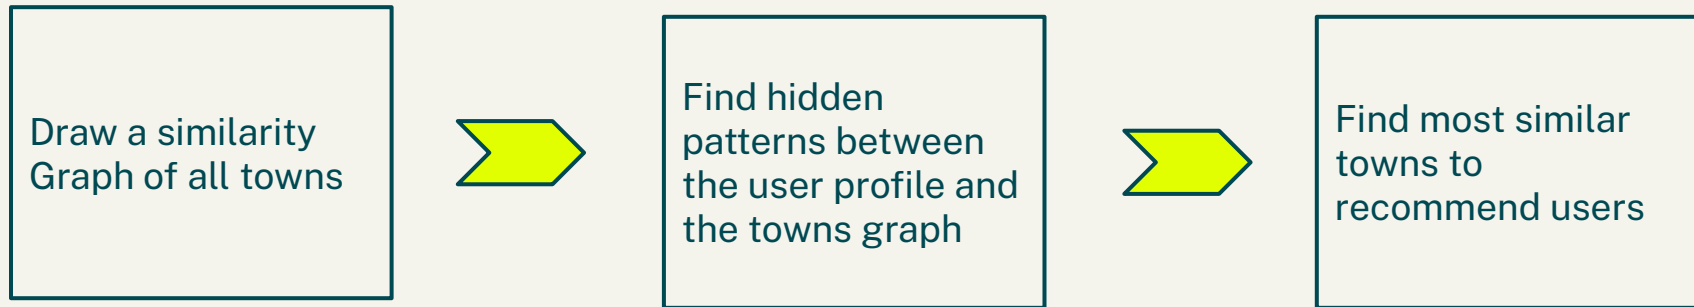 Draw a similarity
Graph of all towns
Find hidden
patterns between
the user profile and
the towns graph
Find most similar
towns to
recommend users